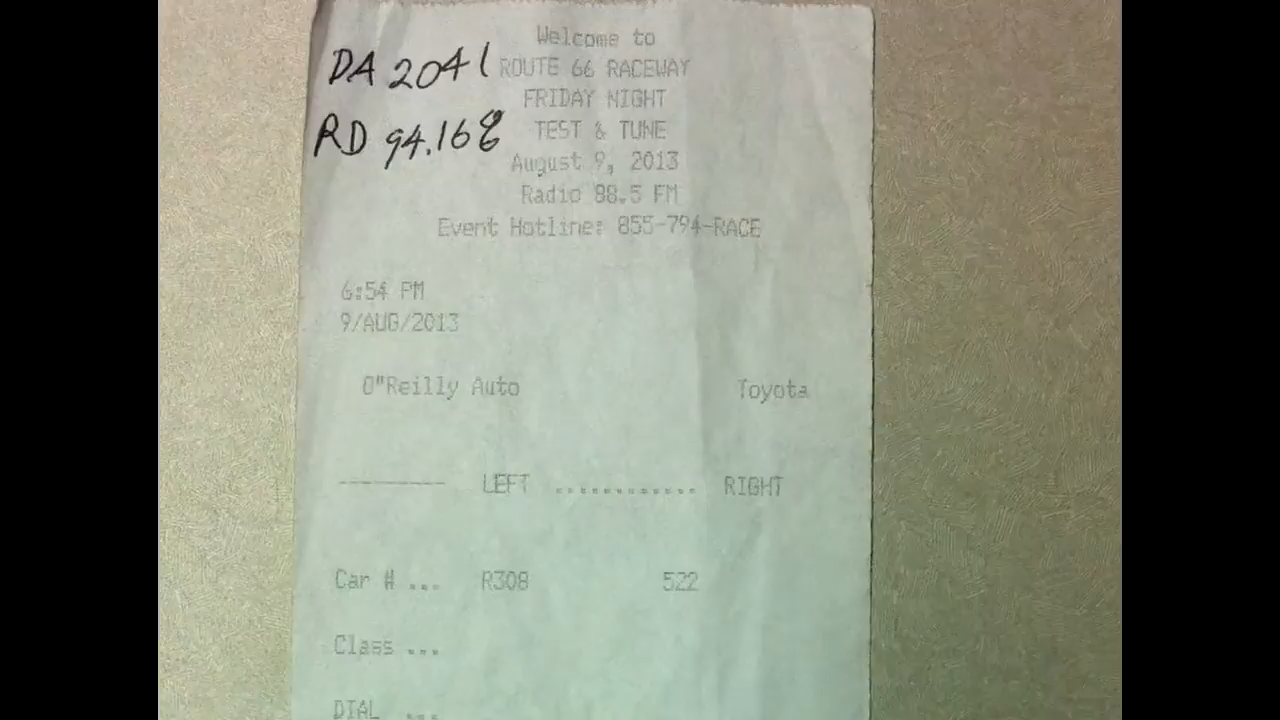 DA 2041
RD 94.168
Welcome to
ROUTE 66 RACEWAY
FRIDAY NIGHT
TEST & TUNE
August 9, 2013
Radio 88.5 FM
Event Hotline: 855-794-RACE
6:54 PM
9/AUG/2013
O"Reilly Auto Toyota
---------- LEFT ............ RIGHT
Car # ... R308 522
Class ...
DIAL ...